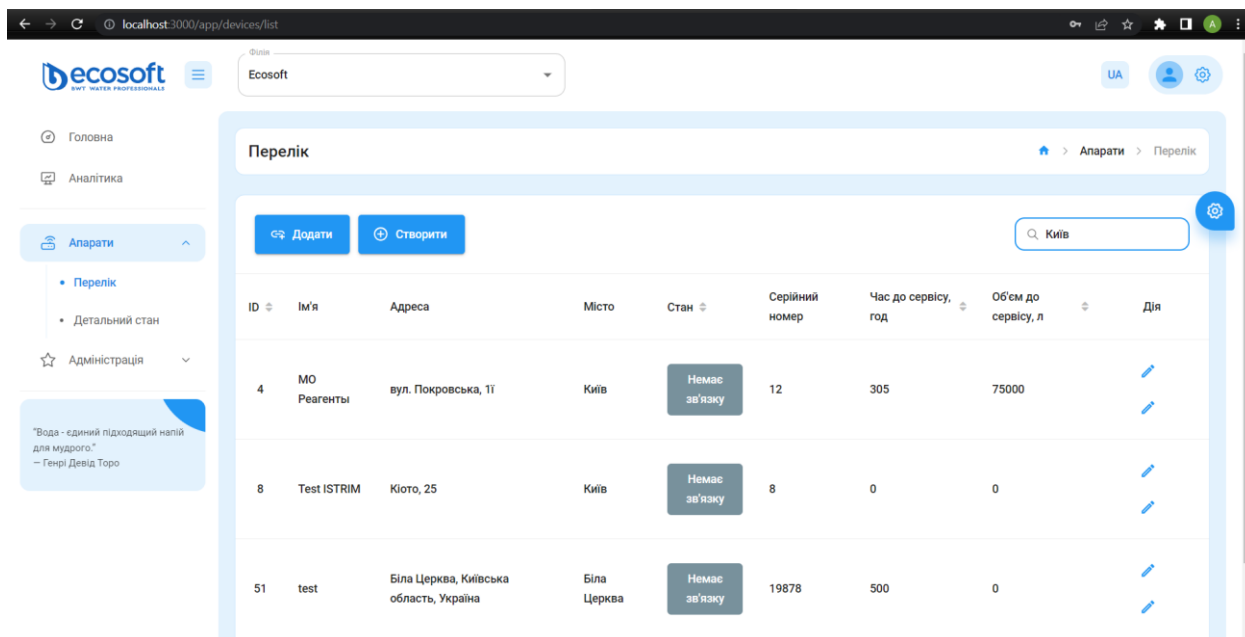 localhost:3000/app/devices/list
A
ecosoft
BWT WATER PROFESSIONALS
Філія
Ecosoft
UA
Головна
Аналітика
Апарати
Перелік
Детальний стан
Адміністрація
"Вода - єдиний підходящий напій
для мудрого."
— Генрі Девід Торо
Перелік
Апарати > Перелік
Додати
Створити
Київ
ID Ім'я Адреса Місто Стан Серійний номер Час до сервісу, год Об'єм до сервісу, л Дія
4 МО Реагенты вул. Покровська, 1ї Київ Немає зв'язку 12 305 75000
8 Test ISTRIM Кіото, 25 Київ Немає зв'язку 8 0 0
51 test Біла Церква, Київська область, Україна Біла Церква Немає зв'язку 19878 500 0